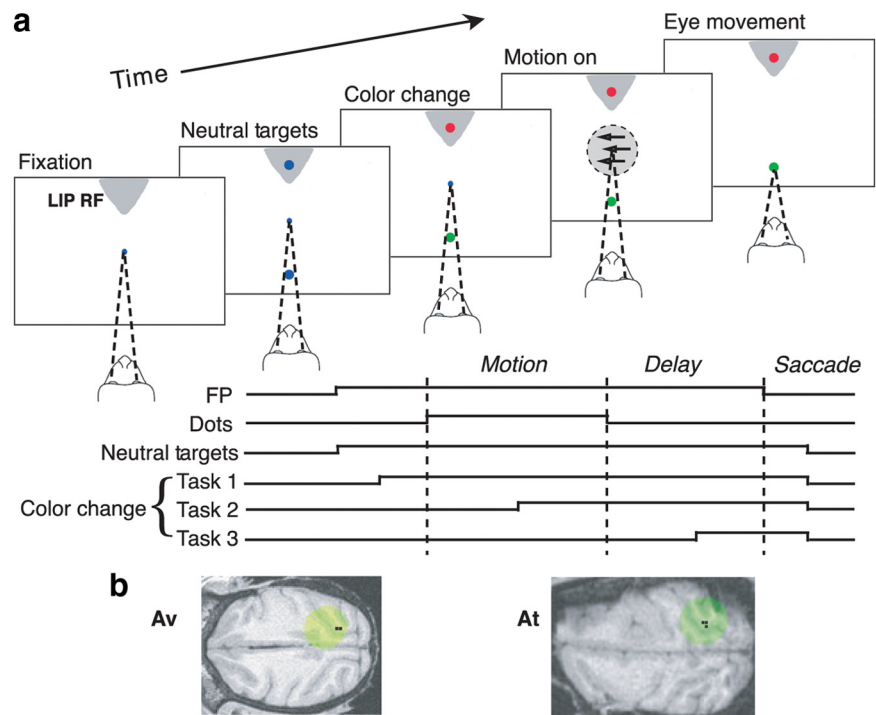 a
Time
Fixation
LIP RF
Neutral targets
Color change
Motion on
Eye movement
Motion Delay Saccade
FP
Dots
Neutral targets
Color change { Task 1
Task 2
Task 3
b
Av At